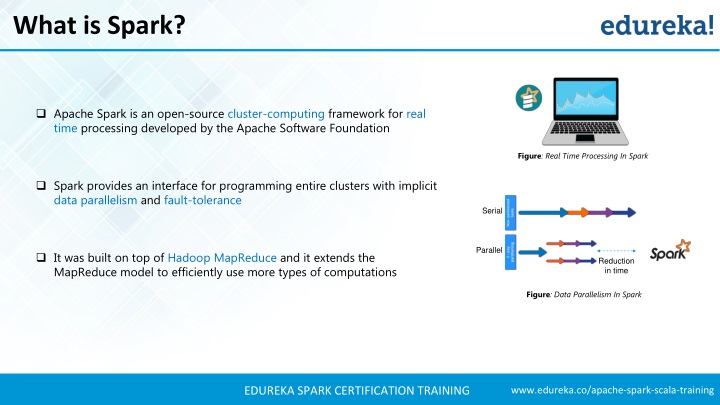 What is Spark?
edureka!
❑ Apache Spark is an open-source cluster-computing framework for real
time processing developed by the Apache Software Foundation
Figure: Real Time Processing In Spark
❑ Spark provides an interface for programming entire clusters with implicit
data parallelism and fault-tolerance
Serial
Parallel
Reduction
in time
Spark
Figure: Data Parallelism In Spark
❑ It was built on top of Hadoop MapReduce and it extends the
MapReduce model to efficiently use more types of computations
EDUREKA SPARK CERTIFICATION TRAINING
www.edureka.co/apache-spark-scala-training